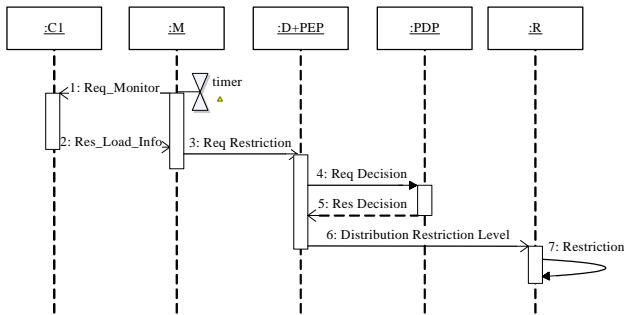 :C1
:M
:D+PEP
:PDP
:R
timer
1: Req_Monitor
2: Res_Load_Info
3: Req Restriction
4: Req Decision
5: Res Decision
6: Distribution Restriction Level
7: Restriction